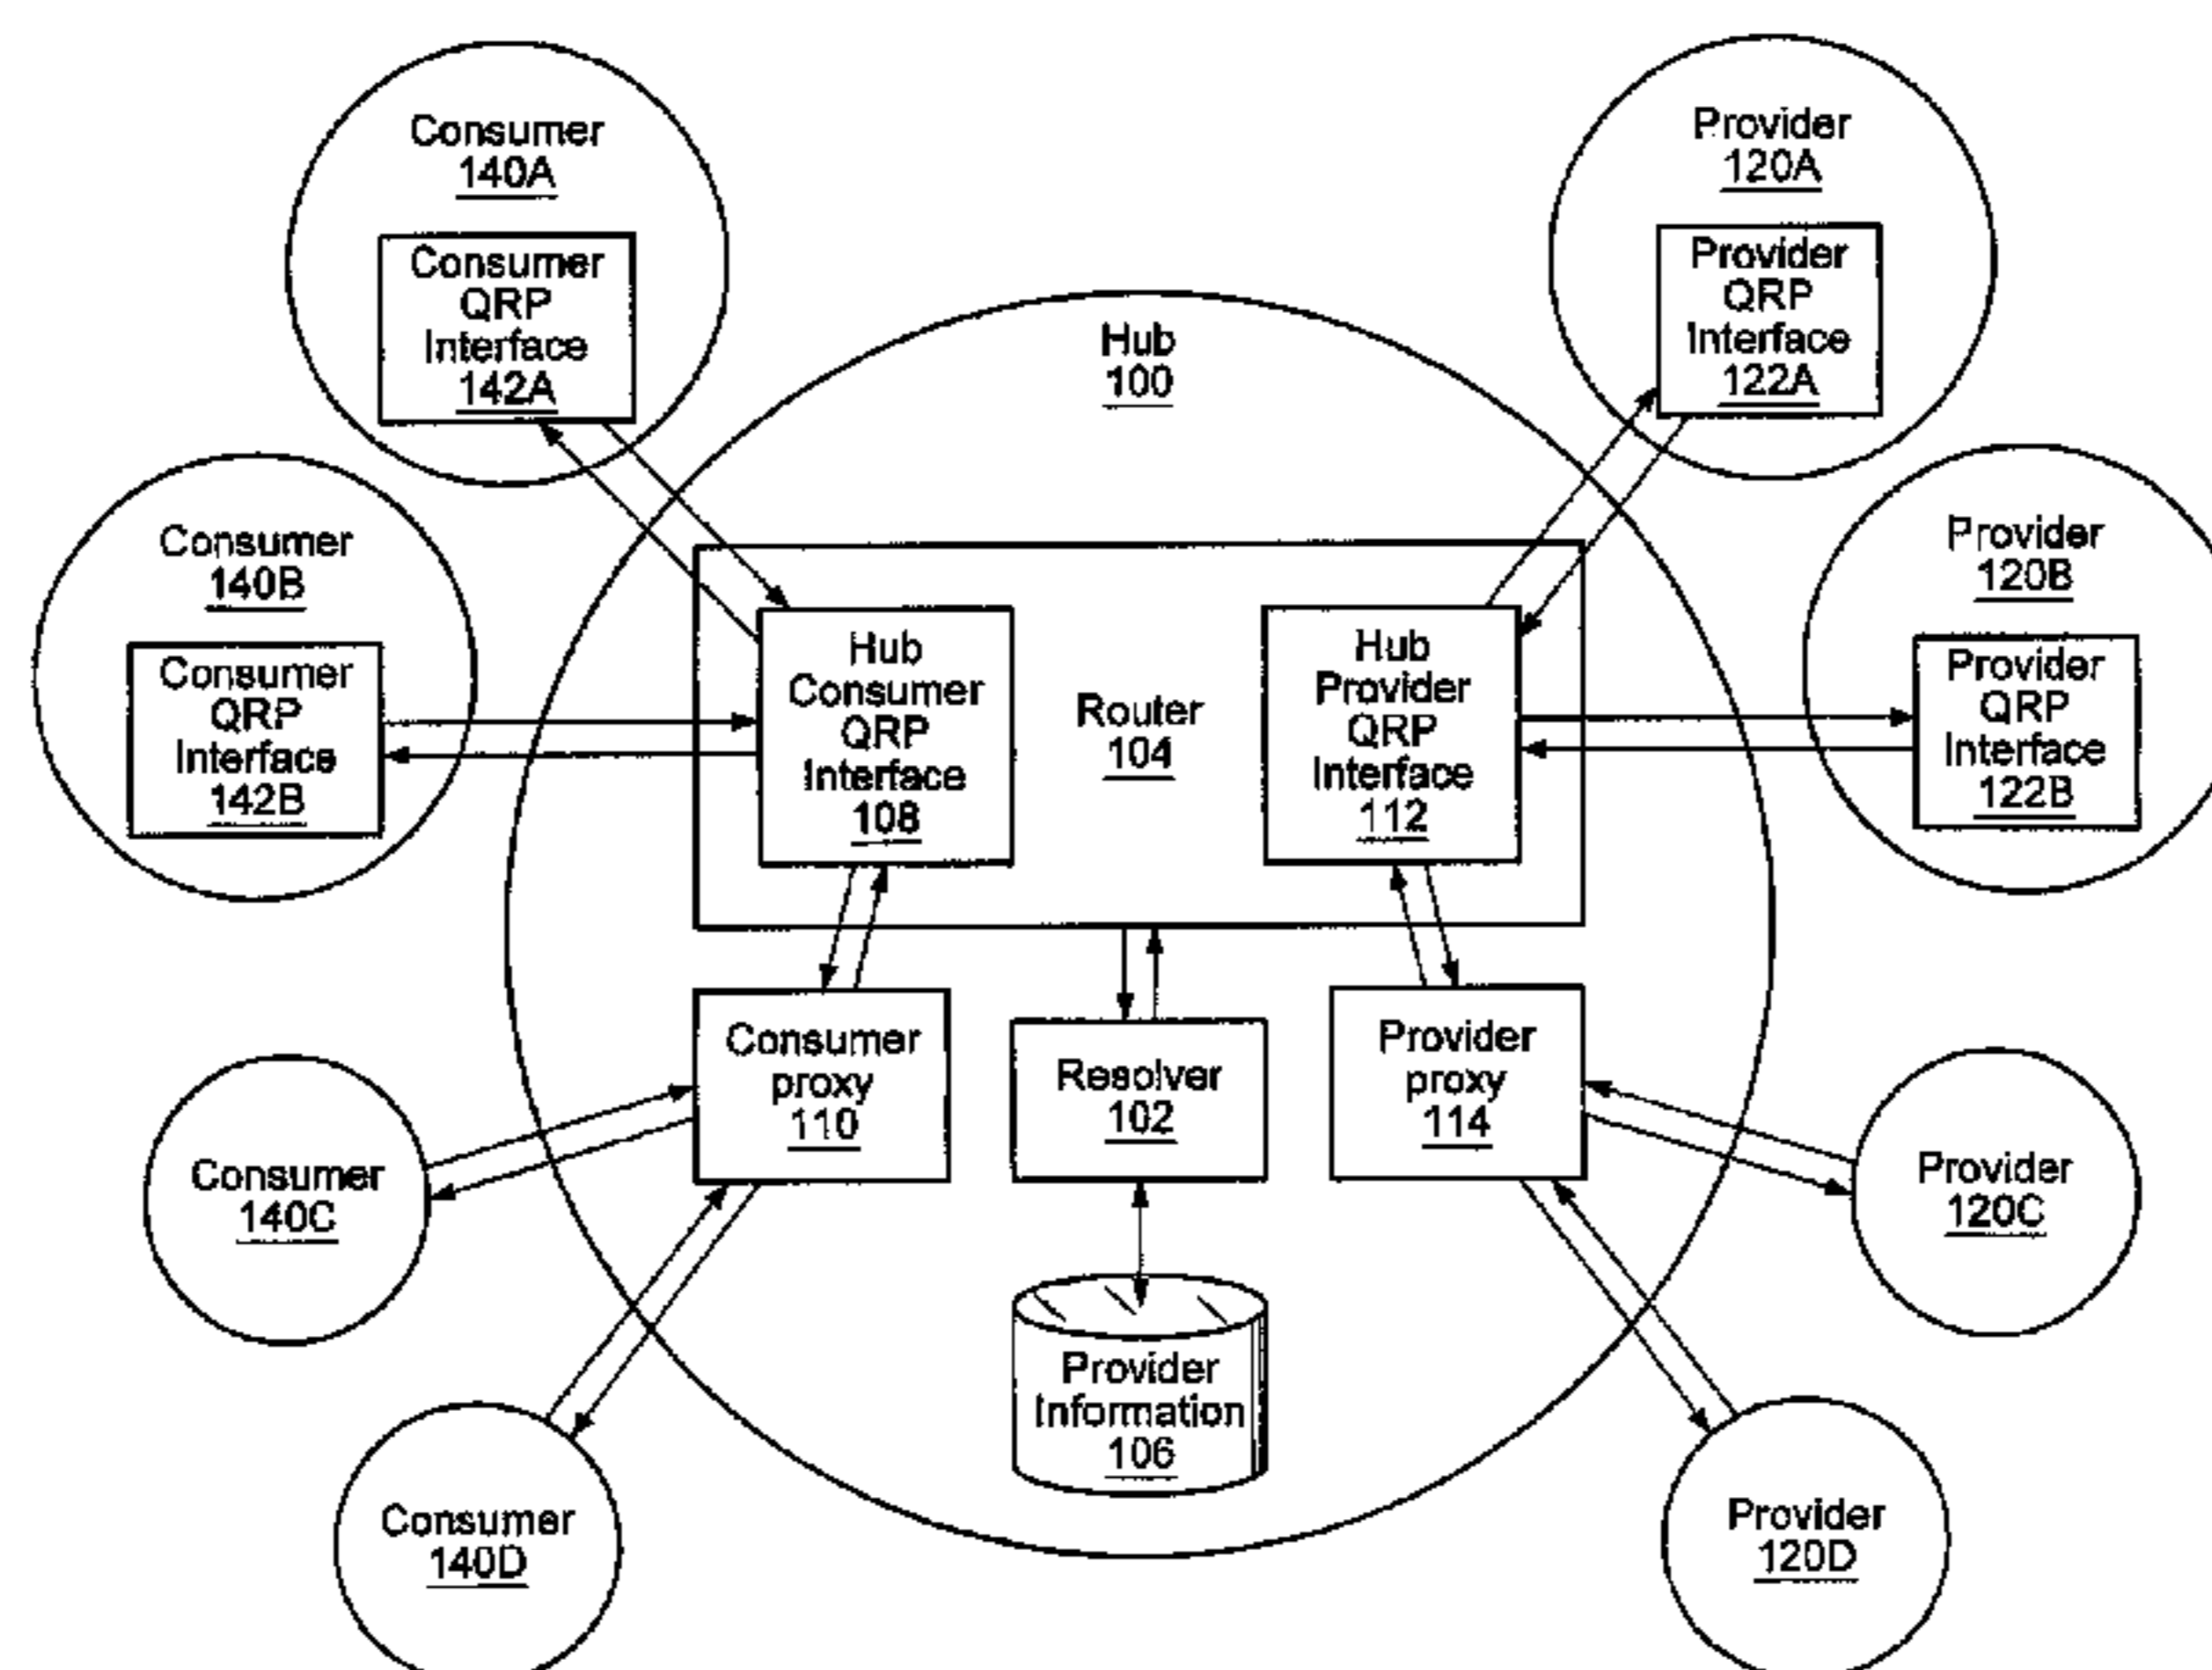 Consumer
140A
Consumer
QRP
Interface
142A
Provider
120A
Provider
QRP
Interface
122A
Hub
100
Consumer
140B
Consumer
QRP
Interface
142B
Hub
Consumer
QRP
Interface
108
Router
104
Hub
Provider
QRP
Interface
112
Provider
120B
Provider
QRP
Interface
122B
Consumer
proxy
110
Resolver
102
Provider
proxy
114
Consumer
140C
Provider
120C
Provider
Information
106
Consumer
140D
Provider
120D